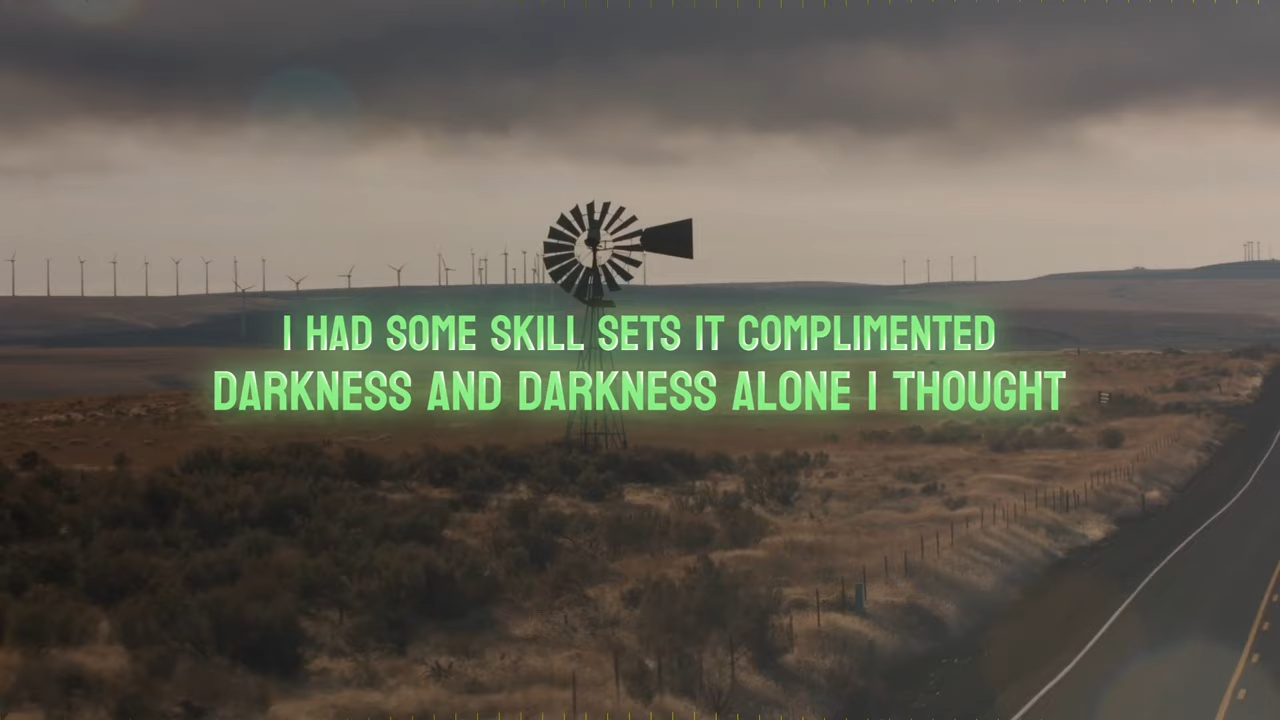 I HAD SOME SKILL SETS IT COMPLIMENTED
DARKNESS AND DARKNESS ALONE I THOUGHT